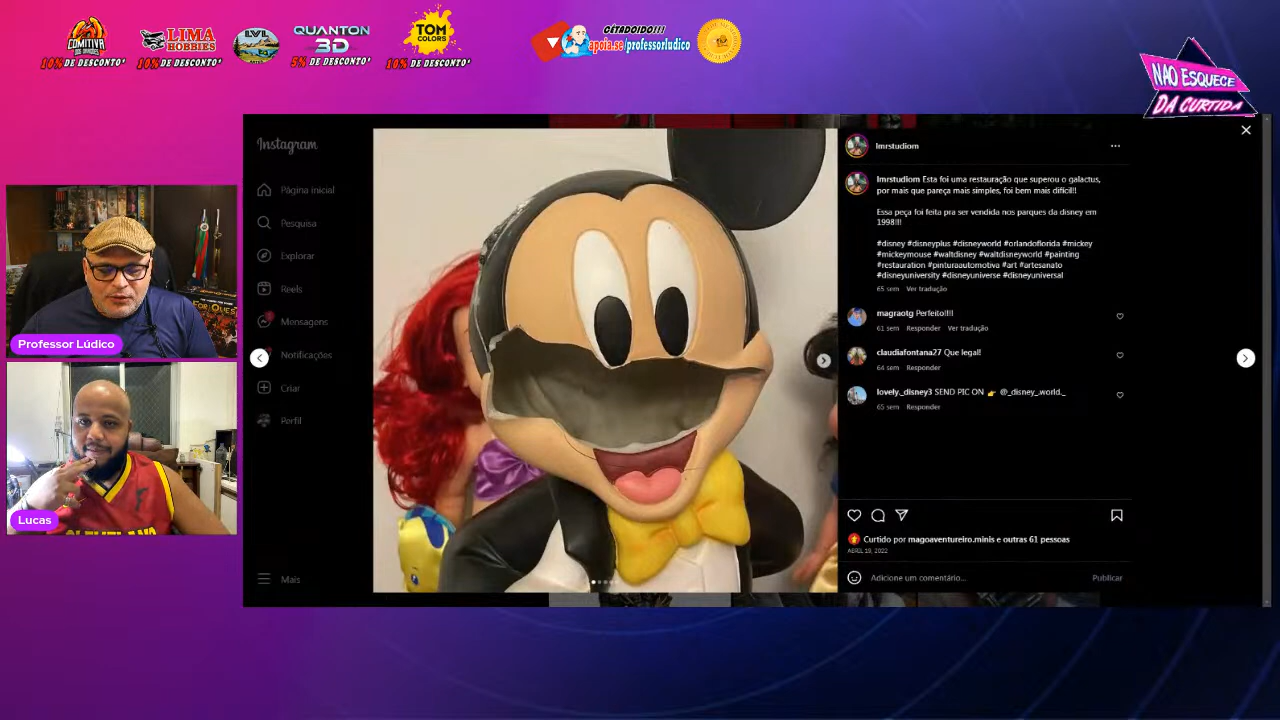 COMITIVA
10% DE DESCONTO*
LIMA
HOBBIES
10% DE DESCONTO*
LVL
QUANTON
3D
5% DE DESCONTO*
TOM
COLORS
10% DE DESCONTO*
GÊTADOIDO!!!
apoia.se/professorludico
NAO ESQUECE
DA CURTIDA
Instagram
Página inicial
Pesquisa
Explorar
Reels
Mensagens
Notificações
Criar
Perfil
Mais
Professor Lúdico
Lucas
CLEVELAND
lmrstudiom
lmrstudiom Esta foi uma restauração que superou o galactus,
por mais que pareça mais simples, foi bem mais difícil!!
Essa peça foi feita pra ser vendida nos parques da disney em
1998!!!
#disney #disneyplus #disneyworld #orlandoflorida #mickey
#mickeymouse #waltdisney #waltdisneyworld #painting
#restauration #pinturaautomotiva #art #artesanato
#disneyuniversity #disneyuniverse #disneyuniversal
65 sem Ver tradução
magraotg Perfeito!!!!
61 sem Responder Ver tradução
claudiafontana27 Que legal!
64 sem Responder
lovely_disney3 SEND PIC ON 👉 @_disney_.world._
65 sem Responder
Curtido por magoaventureiro.minis e outras 61 pessoas
ABRIL 19, 2022
Adicione um comentário...
Publicar